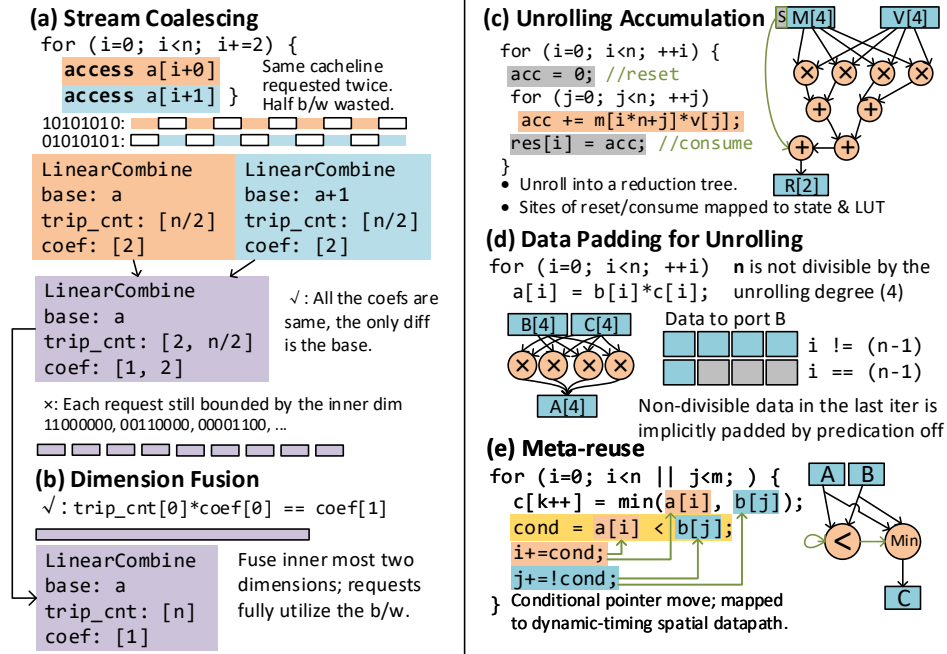 (a) Stream Coalescing
for (i=0; i<n; i+=2) {
access a[i+0]
access a[i+1] }
Same cacheline
requested twice.
Half b/w wasted.
10101010:
01010101:
LinearCombine
base: a
trip_cnt: [n/2]
coef: [2]
LinearCombine
base: a+1
trip_cnt: [n/2]
coef: [2]
LinearCombine
base: a
trip_cnt: [2, n/2]
coef: [1, 2]
√: All the coefs are
same, the only diff
is the base.
×: Each request still bounded by the inner dim
11000000, 00110000, 00001100, ...
(b) Dimension Fusion
√: trip_cnt[0]*coef[0] == coef[1]
LinearCombine
base: a
trip_cnt: [n]
coef: [1]
Fuse inner most two
dimensions; requests
fully utilize the b/w.
(c) Unrolling Accumulation
for (i=0; i<n; ++i) {
acc = 0; //reset
for (j=0; j<n; ++j)
acc += m[i*n+j]*v[j];
res[i] = acc; //consume
}
S M[4] V[4]
× × × ×
+ +
+ +
R[2]
• Unroll into a reduction tree.
• Sites of reset/consume mapped to state & LUT
(d) Data Padding for Unrolling
for (i=0; i<n; ++i)
a[i] = b[i]*c[i];
n is not divisible by the
unrolling degree (4)
B[4] C[4]
× × × ×
A[4]
Data to port B
i != (n-1)
i == (n-1)
Non-divisible data in the last iter is
implicitly padded by predication off
(e) Meta-reuse
for (i=0; i<n || j<m; ) {
c[k++] = min(a[i], b[j]);
cond = a[i] < b[j];
i+=cond;
j+=!cond;
}
Conditional pointer move; mapped
to dynamic-timing spatial datapath.
A B
< Min
C